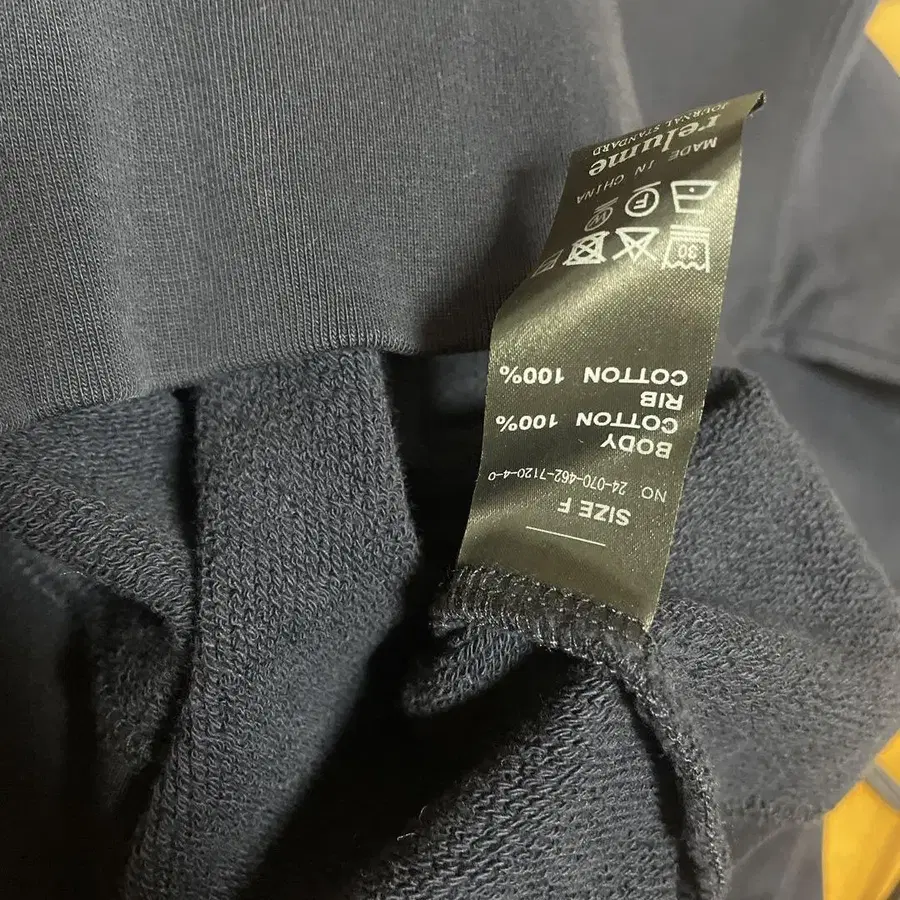 SIZE F
NO 24-070-462-7120-4-0
BODY
COTTON 100%
RIB
COTTON 100%
30
F W
MADE IN CHINA
relume
JOURNAL STANDARD